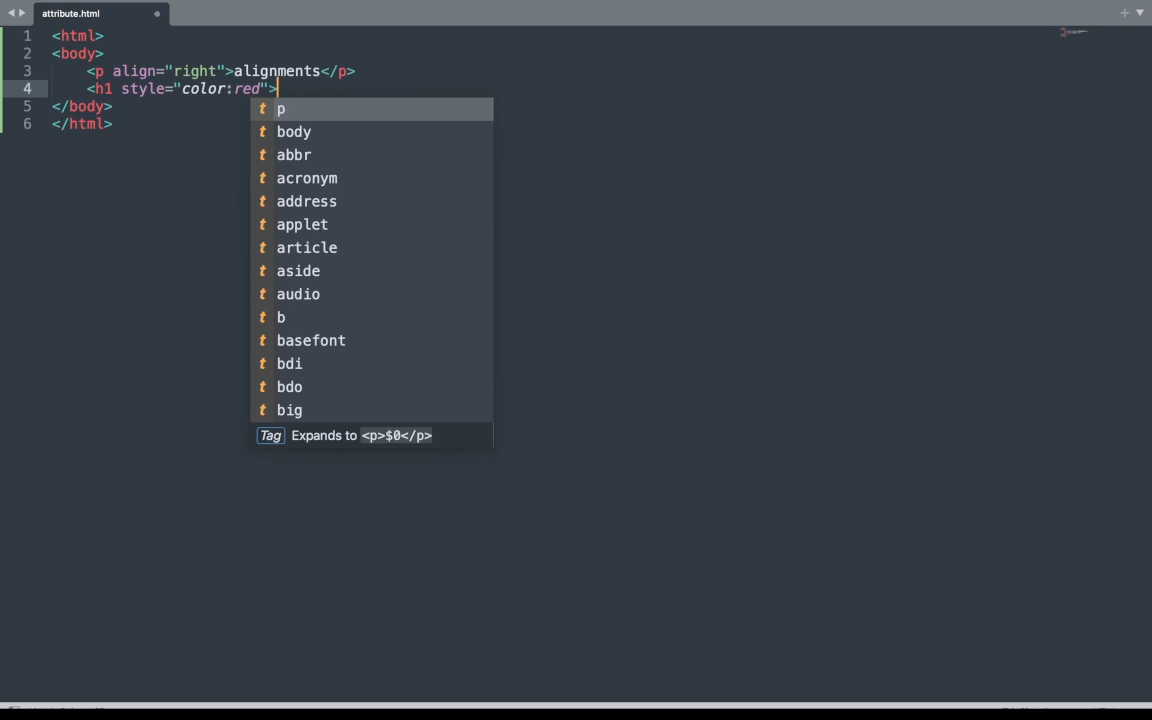 attribute.html
1 <html>
2 <body>
3 <p align="right">alignments</p>
4 <h1 style="color:red">
5 </body>
6 </html>
t p
t body
t abbr
t acronym
t address
t applet
t article
t aside
t audio
t b
t basefont
t bdi
t bdo
t big
Tag Expands to <p>$0</p>